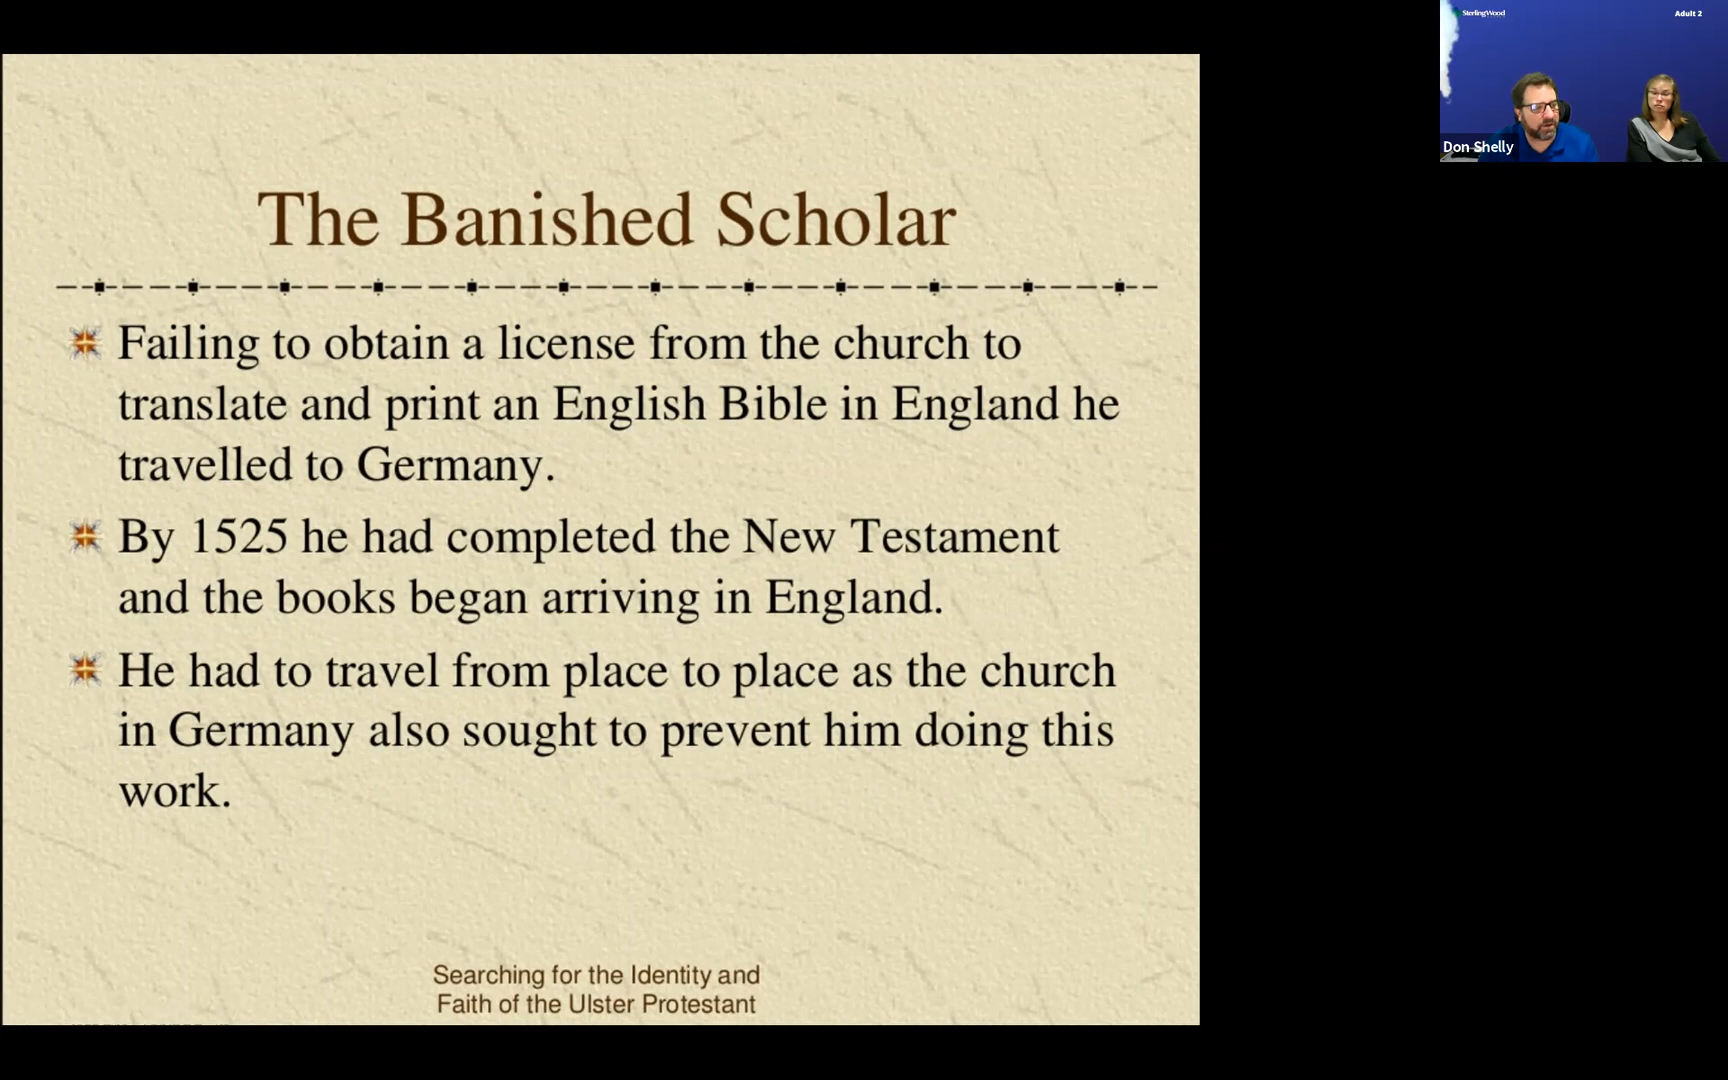 The Banished Scholar
Failing to obtain a license from the church to
translate and print an English Bible in England he
travelled to Germany.
By 1525 he had completed the New Testament
and the books began arriving in England.
He had to travel from place to place as the church
in Germany also sought to prevent him doing this
work.
Searching for the Identity and
Faith of the Ulster Protestant
SterlingWood
Adult 2
Don Shelly